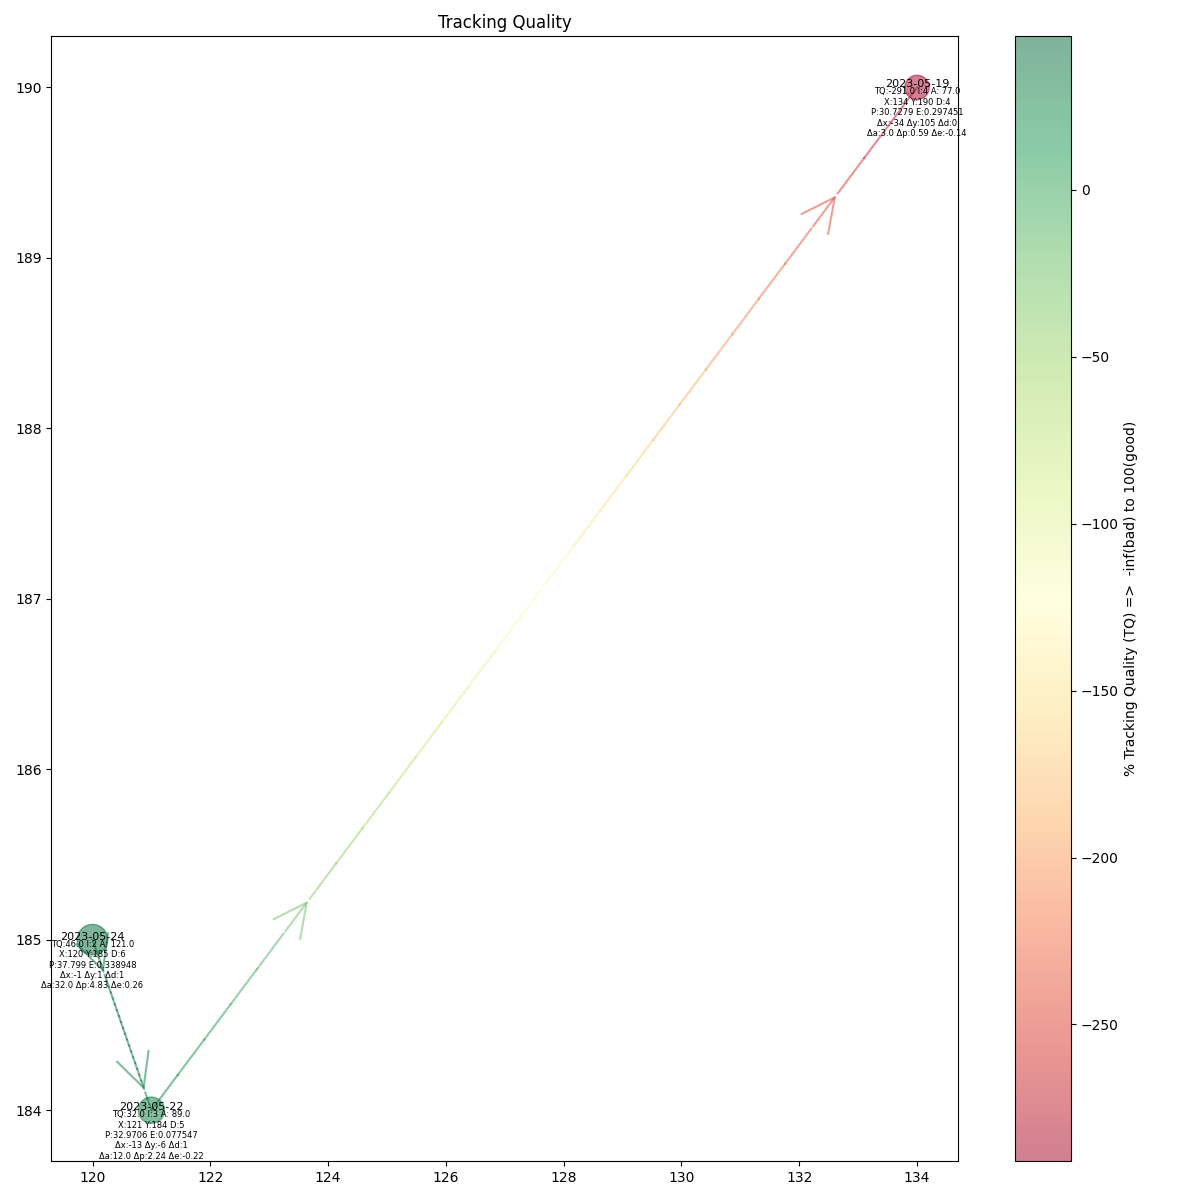 Tracking Quality
190
189
188
187
186
185
184
120
122
124
126
128
130
132
134
2023-05-19
TQ:-291.0 I:4 A: 77.0
X:134 Y:190 D:4
P:30.7279 E:0.297451
Δx:-34 Δy:105 Δd:0
Δa:3.0 Δp:0.59 Δe:-0.14
2023-05-24
TQ:46.0 I:2 A: 121.0
X:120 Y:185 D:6
P:37.799 E:0.338948
Δx:-1 Δy:1 Δd:1
Δa:32.0 Δp:4.83 Δe:0.26
2023-05-22
TQ:32.0 I:3 A: 89.0
X:121 Y:184 D:5
P:32.9706 E:0.077547
Δx:-13 Δy:-6 Δd:1
Δa:12.0 Δp:2.24 Δe:-0.22
0
−50
−100
−150
−200
−250
% Tracking Quality (TQ) => -inf(bad) to 100(good)